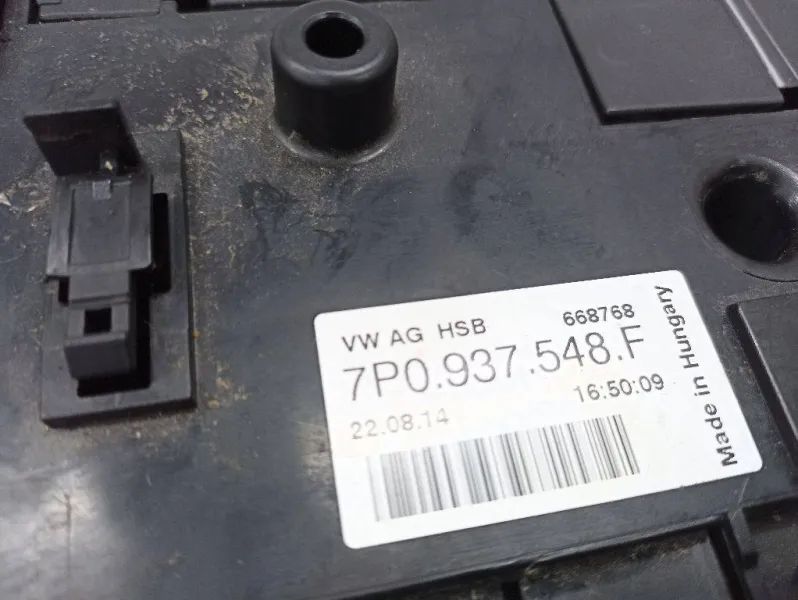 VW AG HSB 668768
7P0.937.548.F
22.08.14 16:50:09
Made in Hungary